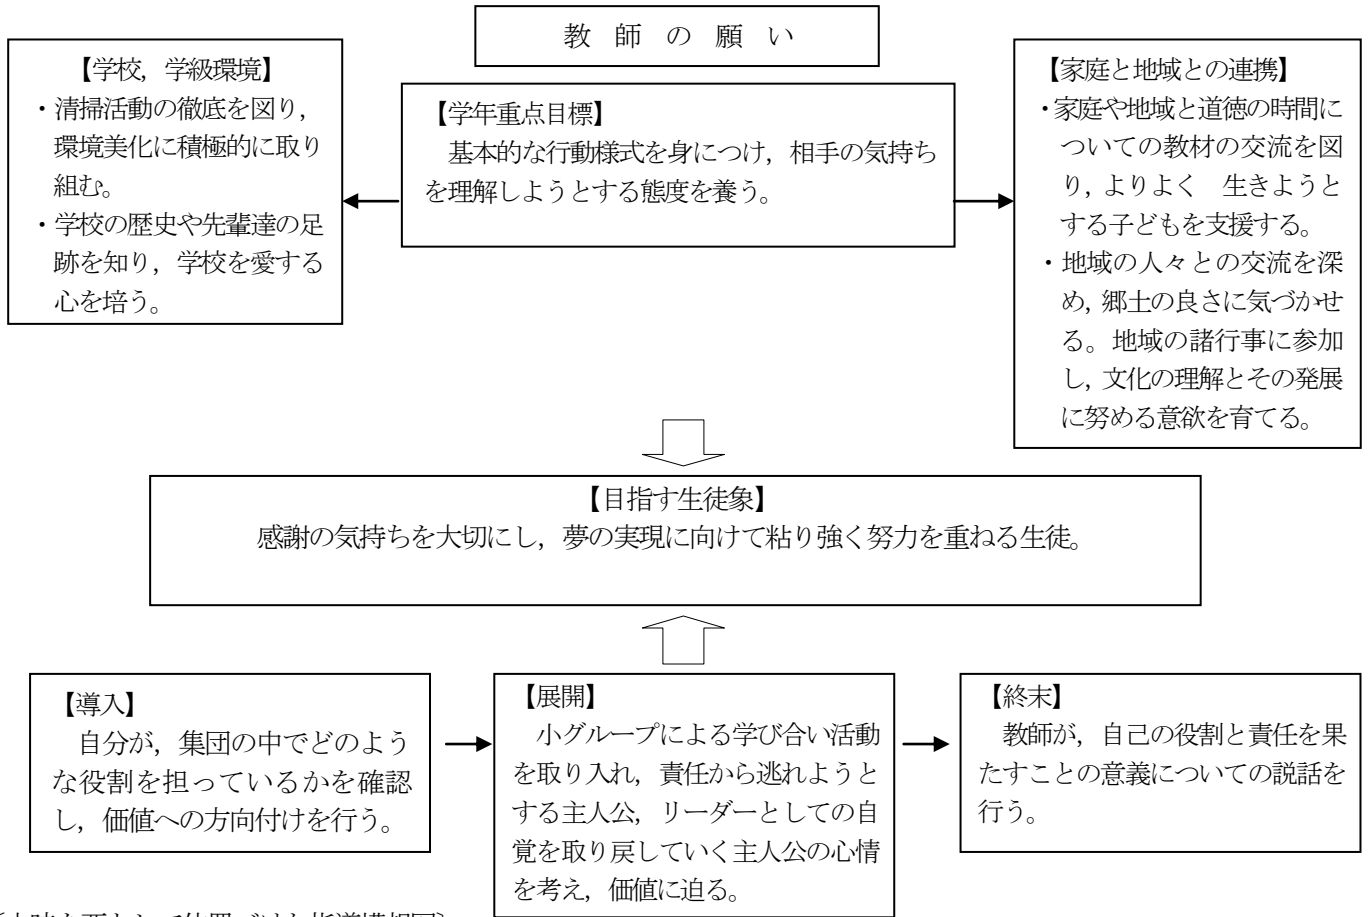 教 師 の 願 い
【学校，学級環境】
・清掃活動の徹底を図り，
環境美化に積極的に取り
組む。
・学校の歴史や先輩達の足
跡を知り，学校を愛する
心を培う。
【学年重点目標】
基本的な行動様式を身につけ，相手の気持ち
を理解しようとする態度を養う。
【家庭と地域との連携】
・家庭や地域と道徳の時間に
ついての教材の交流を図
り，よりよく　生きようと
する子どもを支援する。
・地域の人々との交流を深
め，郷土の良さに気づかせ
る。地域の諸行事に参加
し，文化の理解とその発展
に努める意欲を育てる。
【目指す生徒象】
感謝の気持ちを大切にし，夢の実現に向けて粘り強く努力を重ねる生徒。
【導入】
自分が，集団の中でどのよう
な役割を担っているかを確認
し，価値への方向付けを行う。
【展開】
小グループによる学び合い活動
を取り入れ，責任から逃れようと
する主人公，リーダーとしての自
覚を取り戻していく主人公の心情
を考え，価値に迫る。
【終末】
教師が，自己の役割と責任を果
たすことの意義についての説話を
行う。